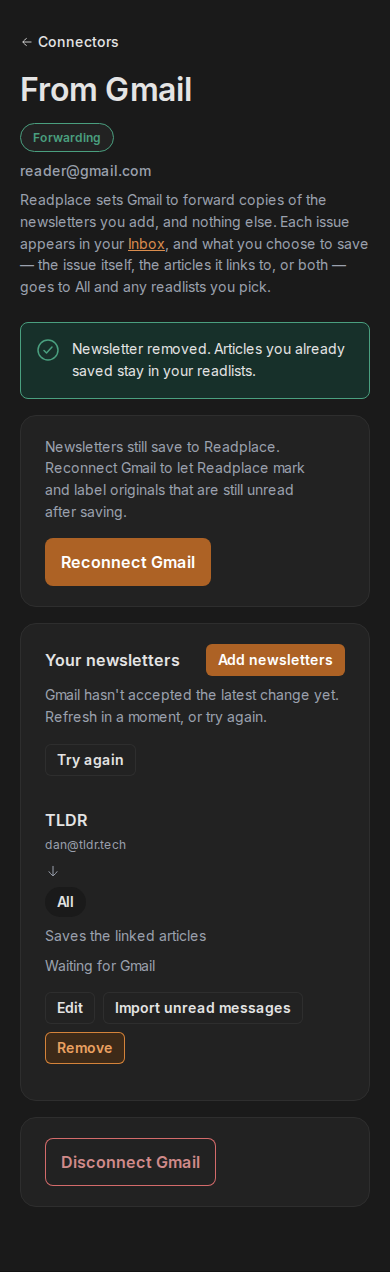 ← Connectors
From Gmail
Forwarding
reader@gmail.com
Readplace sets Gmail to forward copies of the
newsletters you add, and nothing else. Each issue
appears in your Inbox, and what you choose to save
— the issue itself, the articles it links to, or both —
goes to All and any readlists you pick.
Newsletter removed. Articles you already
saved stay in your readlists.
Newsletters still save to Readplace.
Reconnect Gmail to let Readplace mark
and label originals that are still unread
after saving.
Reconnect Gmail
Your newsletters
Add newsletters
Gmail hasn't accepted the latest change yet.
Refresh in a moment, or try again.
Try again
TLDR
dan@tldr.tech
↓
All
Saves the linked articles
Waiting for Gmail
Edit
Import unread messages
Remove
Disconnect Gmail